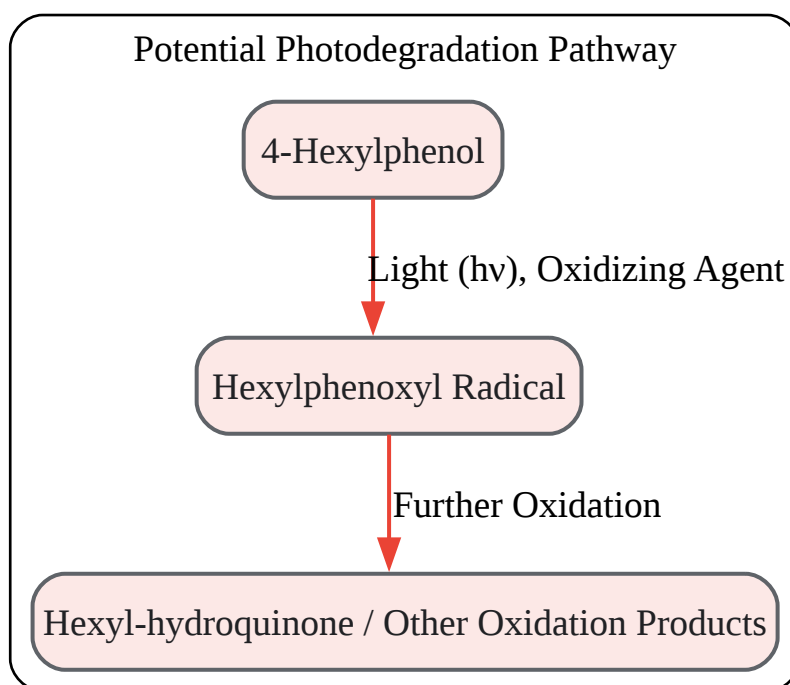 Potential Photodegradation Pathway
4-Hexylphenol
Light (hν), Oxidizing Agent
Hexylphenoxyl Radical
Further Oxidation
Hexyl-hydroquinone / Other Oxidation Products